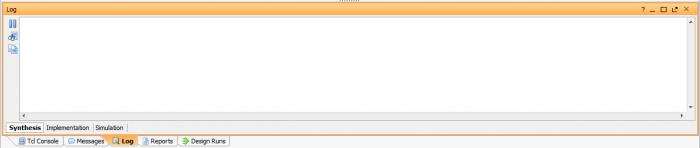 Log ?
Synthesis Implementation Simulation
Tcl Console Messages Log Reports Design Runs